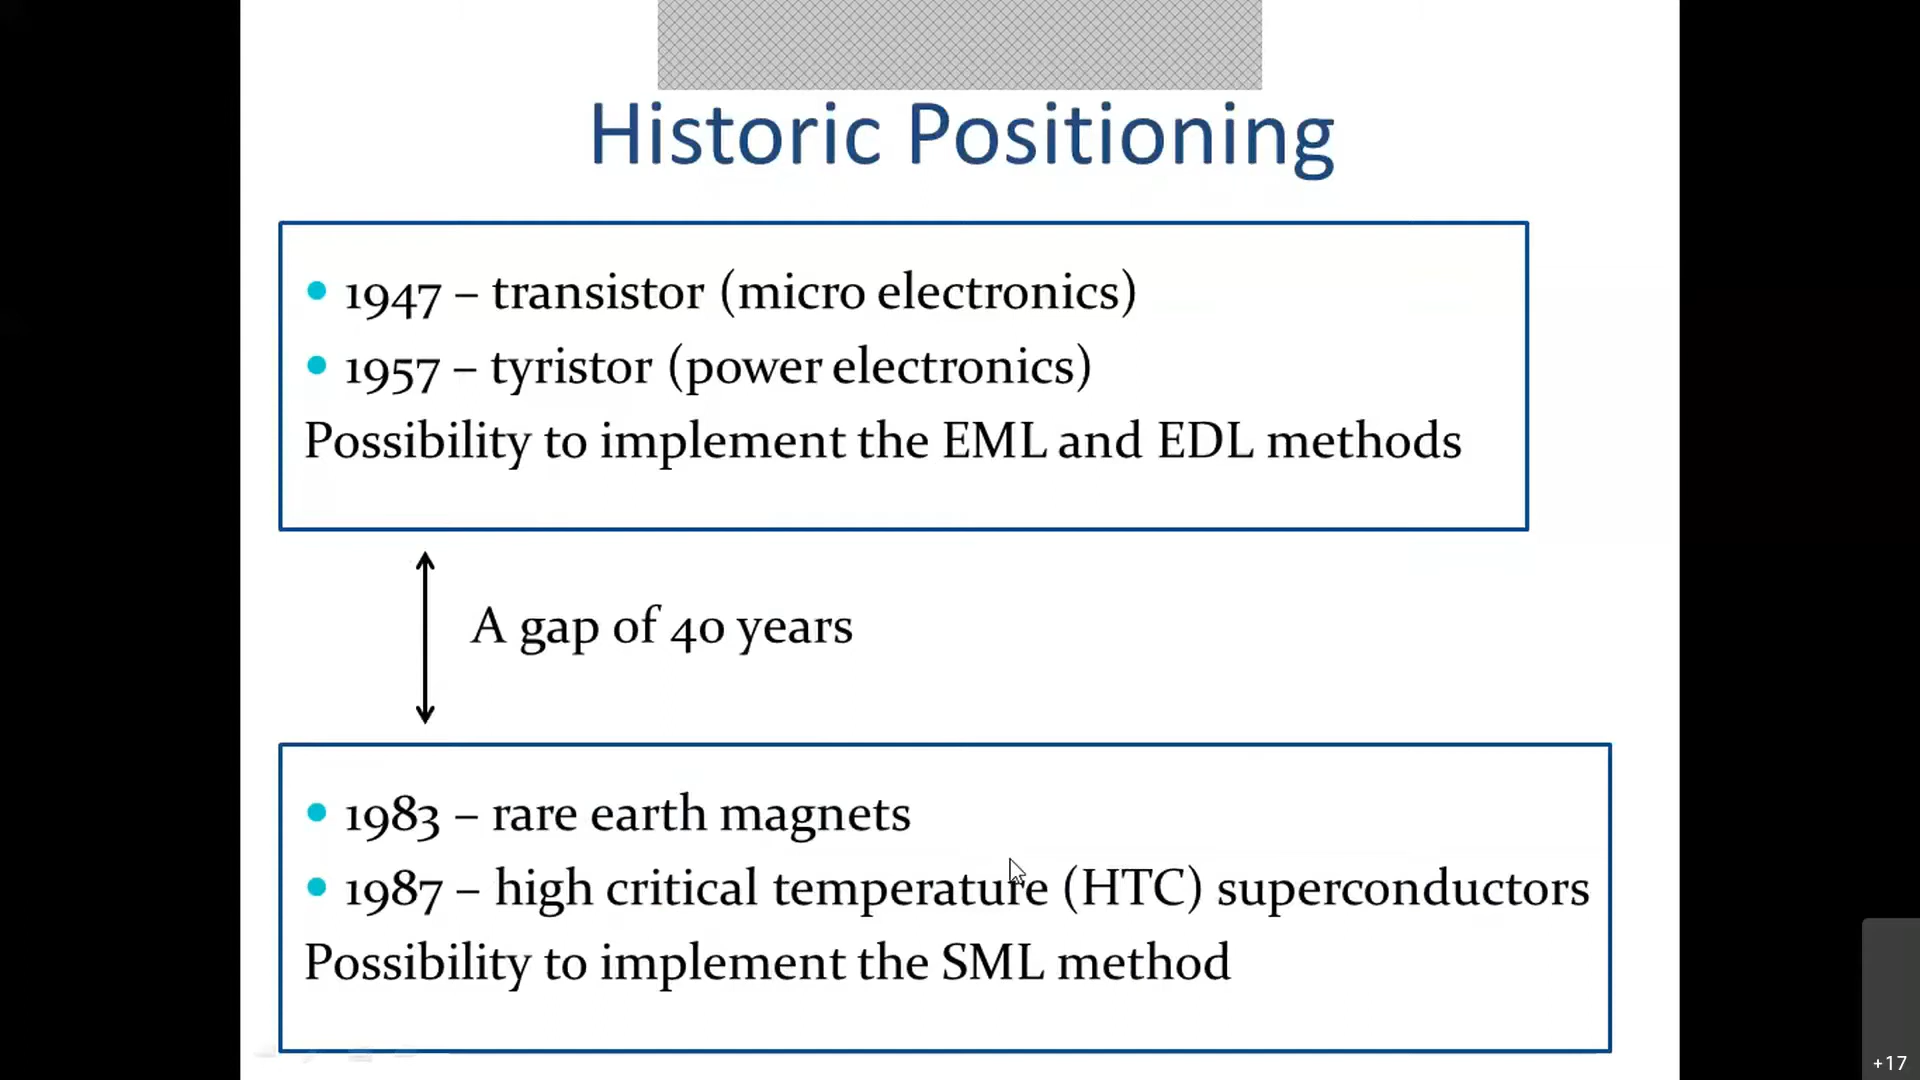 Historic Positioning
• 1947 – transistor (micro electronics)
• 1957 – tyristor (power electronics)
Possibility to implement the EML and EDL methods
A gap of 40 years
• 1983 – rare earth magnets
• 1987 – high critical temperature (HTC) superconductors
Possibility to implement the SML method
+17